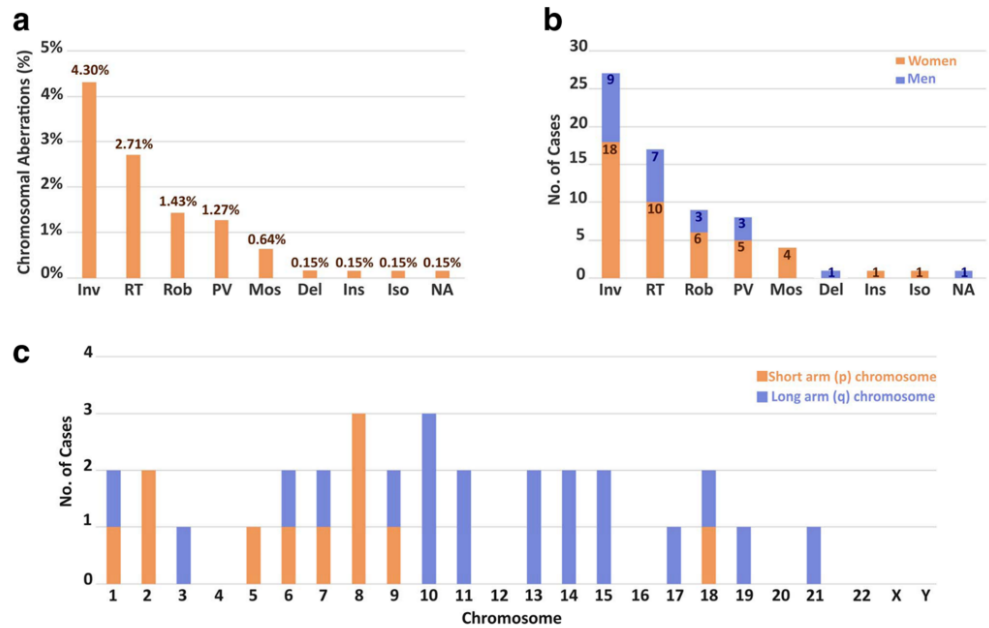 a
Chromosomal Aberrations (%)
5%
4%
3%
2%
1%
0%
4.30%
2.71%
1.43%
1.27%
0.64%
0.15%
0.15%
0.15%
0.15%
Inv RT Rob PV Mos Del Ins Iso NA
b
No. of Cases
30
25
20
15
10
5
0
Women
Men
9
18
7
10
3
6
3
5
4
1
1
1
1
Inv RT Rob PV Mos Del Ins Iso NA
c
No. of Cases
4
3
2
1
0
Short arm (p) chromosome
Long arm (q) chromosome
1 2 3 4 5 6 7 8 9 10 11 12 13 14 15 16 17 18 19 20 21 22 X Y
Chromosome